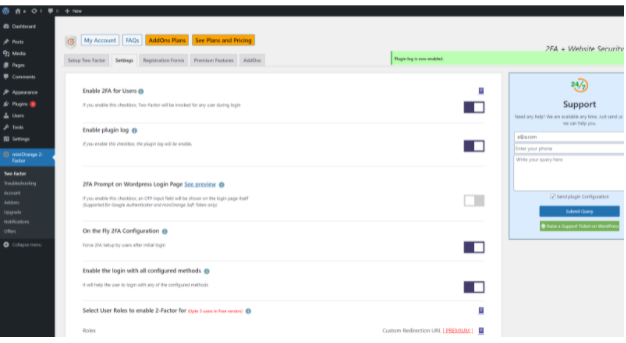 + New
Dashboard
Posts
Media
Pages
Comments
Appearance
Plugins
Users
Tools
Settings
miniOrange 2-Factor
Two Factor
Troubleshooting
Account
Addons
Upgrade
Notifications
Offers
Collapse menu
My Account FAQs AddOns Plans See Plans and Pricing
2FA + Website Security
Setup Two Factor Settings Registration Forms Premium Features AddOns
Plugin log is now enabled.
Enable 2FA for Users
If you enable this checkbox, Two-Factor will be invoked for any user during login
Enable plugin log
If you enable this checkbox, the plugin log will be enable.
2FA Prompt on Wordpress Login Page See preview
If you enable this checkbox, an OTP input field will be shown on the login page itself
(Supported for Google Authenticator and miniOrange Soft Token only)
On the Fly 2FA Configuration
Force 2FA Setup by users after initial login
Enable the login with all configured methods
It will help the user to login with any of the configured methods
Select User Roles to enable 2-Factor for (Upto 3 users in Free version)
Roles Custom Redirection URL [ PREMIUM ]
24/7
Support
Need any help? We are available any time, Just send us
we can help you.
Enter your phone
Write your query here
Send plugin Configuration
Submit Query
Raise a Support Ticket on WordPress